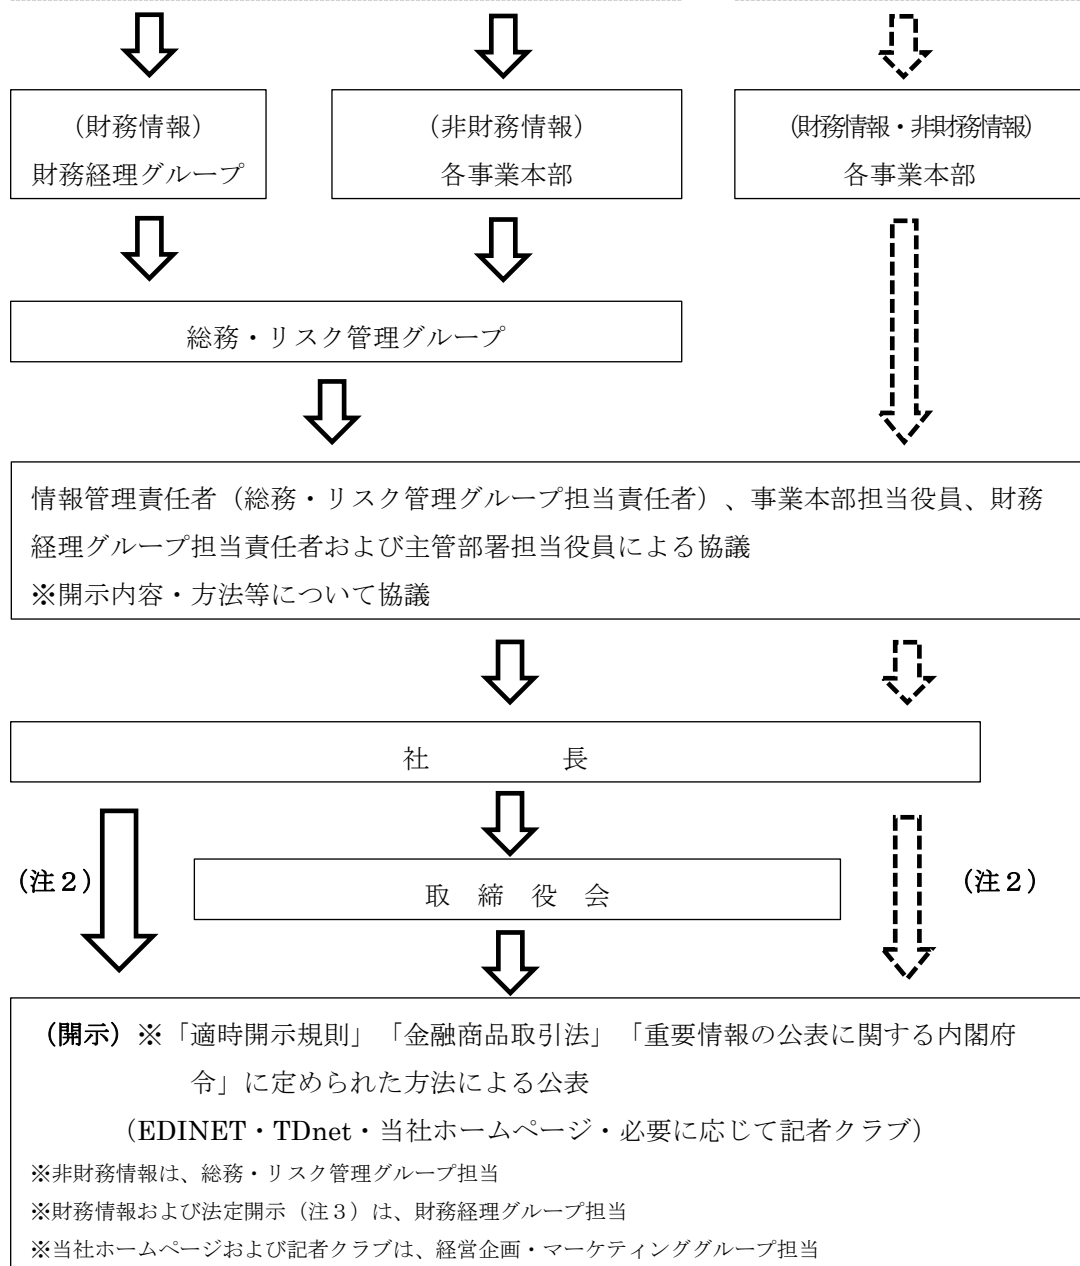 (財務情報)
財務経理グループ
(非財務情報)
各事業本部
(財務情報・非財務情報)
各事業本部
総務・リスク管理グループ
情報管理責任者（総務・リスク管理グループ担当責任者）、事業本部担当役員、財務
経理グループ担当責任者および主管部署担当役員による協議
※開示内容・方法等について協議
社　　　　　長
（注２）
取　締　役　会
（注２）
（開示）※「適時開示規則」「金融商品取引法」「重要情報の公表に関する内閣府
令」に定められた方法による公表
（EDINET・TDnet・当社ホームページ・必要に応じて記者クラブ）
※非財務情報は、総務・リスク管理グループ担当
※財務情報および法定開示（注３）は、財務経理グループ担当
※当社ホームページおよび記者クラブは、経営企画・マーケティンググループ担当